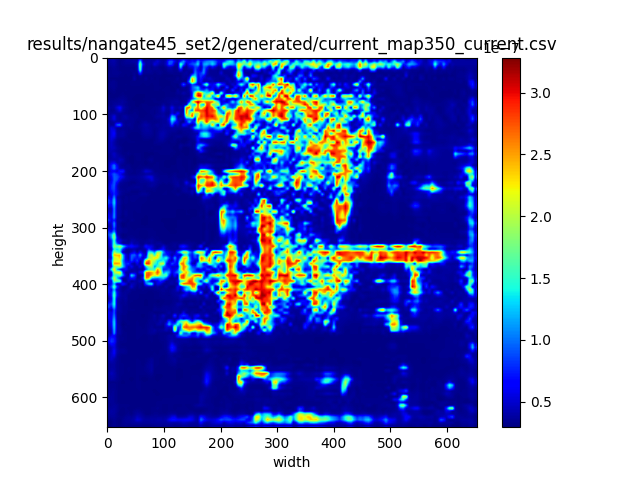 results/nangate45_set2/generated/current_map350_current.csv
1e−7
0
100
200
300
400
500
600
height
0 100 200 300 400 500 600
width
3.0
2.5
2.0
1.5
1.0
0.5